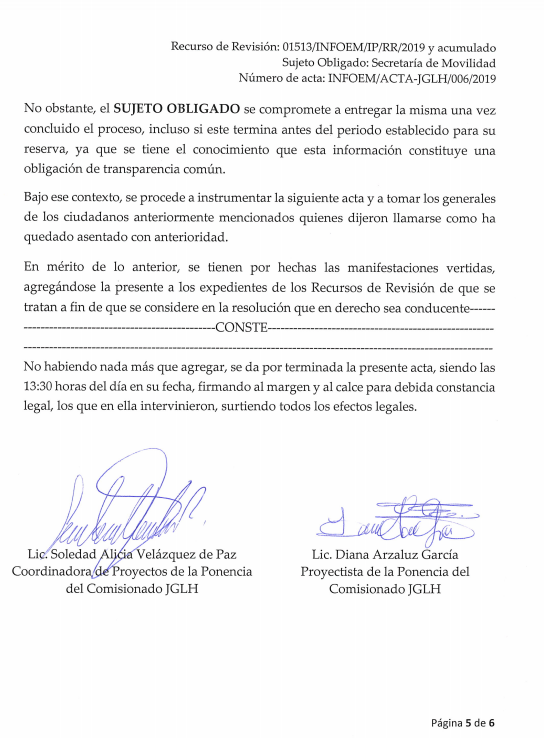 Recurso de Revisión: 01513/INFOEM/IP/RR/2019 y acumulado
Sujeto Obligado: Secretaría de Movilidad
Número de acta: INFOEM/ACTA-JGLH/006/2019
No obstante, el SUJETO OBLIGADO se compromete a entregar la misma una vez
concluido el proceso, incluso si este termina antes del periodo establecido para su
reserva, ya que se tiene el conocimiento que esta información constituye una
obligación de transparencia común.
Bajo ese contexto, se procede a instrumentar la siguiente acta y a tomar los generales
de los ciudadanos anteriormente mencionados quienes dijeron llamarse como ha
quedado asentado con anterioridad.
En mérito de lo anterior, se tienen por hechas las manifestaciones vertidas,
agregándose la presente a los expedientes de los Recursos de Revisión de que se
tratan a fin de que se considere en la resolución que en derecho sea conducente------
---------------------------------------------CONSTE-----------------------------------------------------
--------------------------------------------------------------------------------------------------------------
No habiendo nada más que agregar, se da por terminada la presente acta, siendo las
13:30 horas del día en su fecha, firmando al margen y al calce para debida constancia
legal, los que en ella intervinieron, surtiendo todos los efectos legales.
Lic. Soledad Alicia Velázquez de Paz
Coordinadora de Proyectos de la Ponencia
del Comisionado JGLH
Lic. Diana Arzaluz García
Proyectista de la Ponencia del
Comisionado JGLH
Página 5 de 6